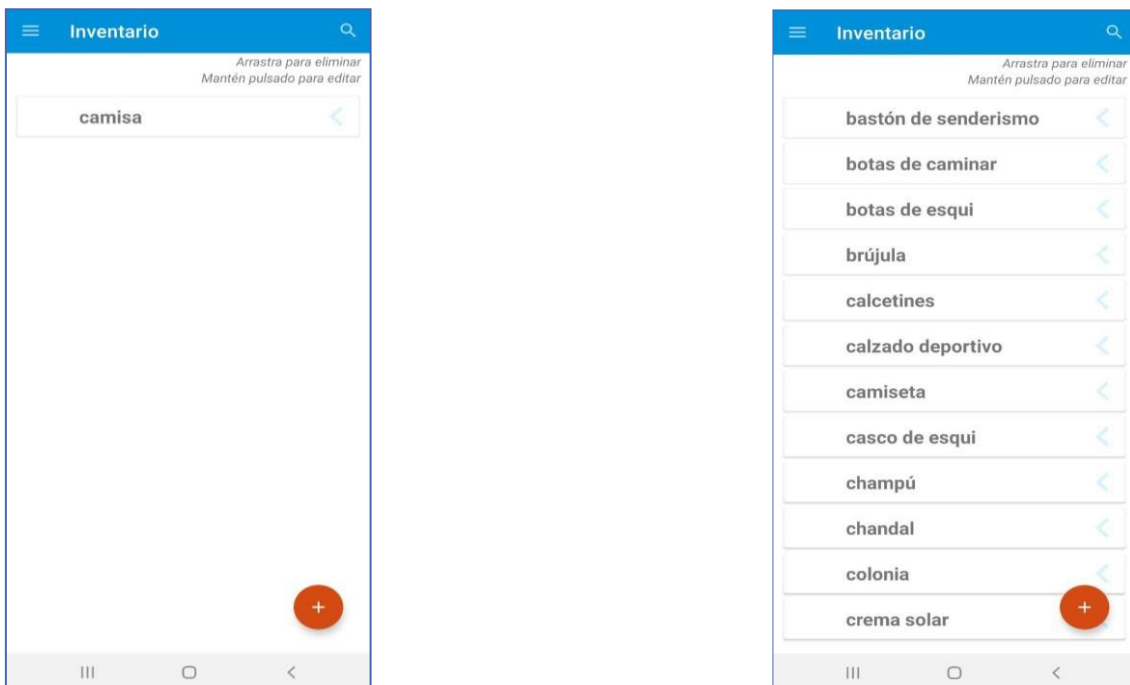 Inventario
Arrastra para eliminar
Mantén pulsado para editar
camisa
+
Inventario
Arrastra para eliminar
Mantén pulsado para editar
bastón de senderismo
botas de caminar
botas de esqui
brújula
calcetines
calzado deportivo
camiseta
casco de esqui
champú
chandal
colonia
+
crema solar